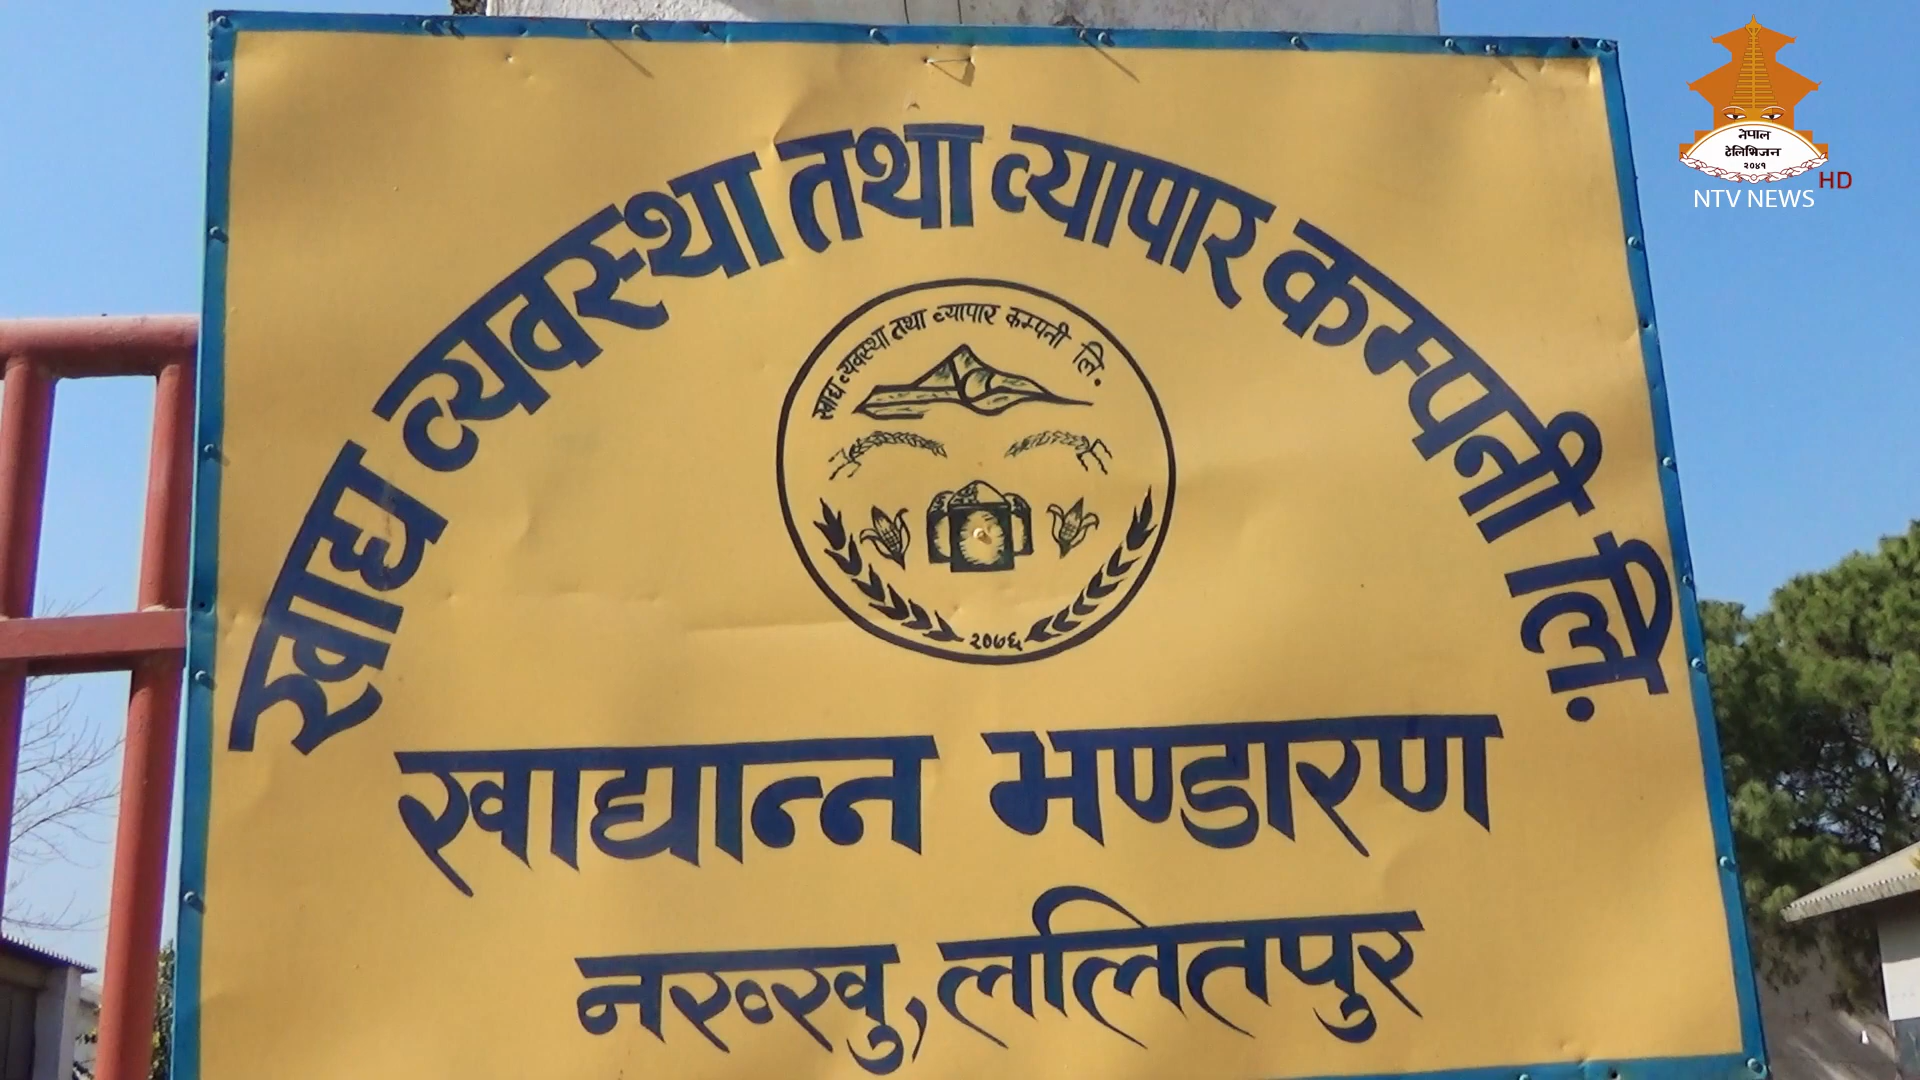 खाद्य व्यवस्था तथा व्यापार कम्पनी लि.
खाद्य व्यवस्था तथा व्यापार कम्पनी लि.
२०७६
खाद्यान्न भण्डारण
नख्खु, ललितपुर
नेपाल
टेलिभिजन
२०४१
NTV NEWS HD